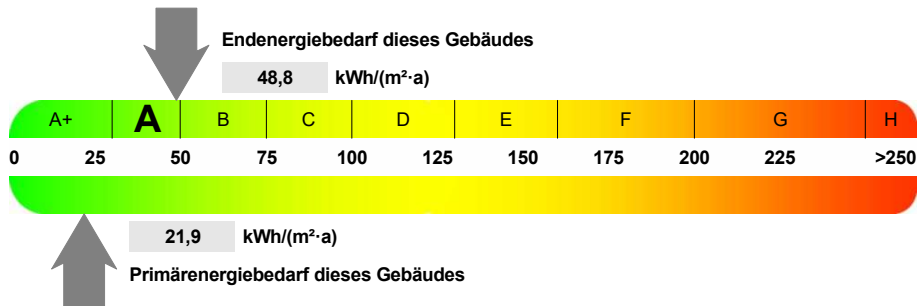 Endenergiebedarf dieses Gebäudes
48,8 kWh/(m²·a)
A+ A B C D E F G H
0 25 50 75 100 125 150 175 200 225 >250
21,9 kWh/(m²·a)
Primärenergiebedarf dieses Gebäudes